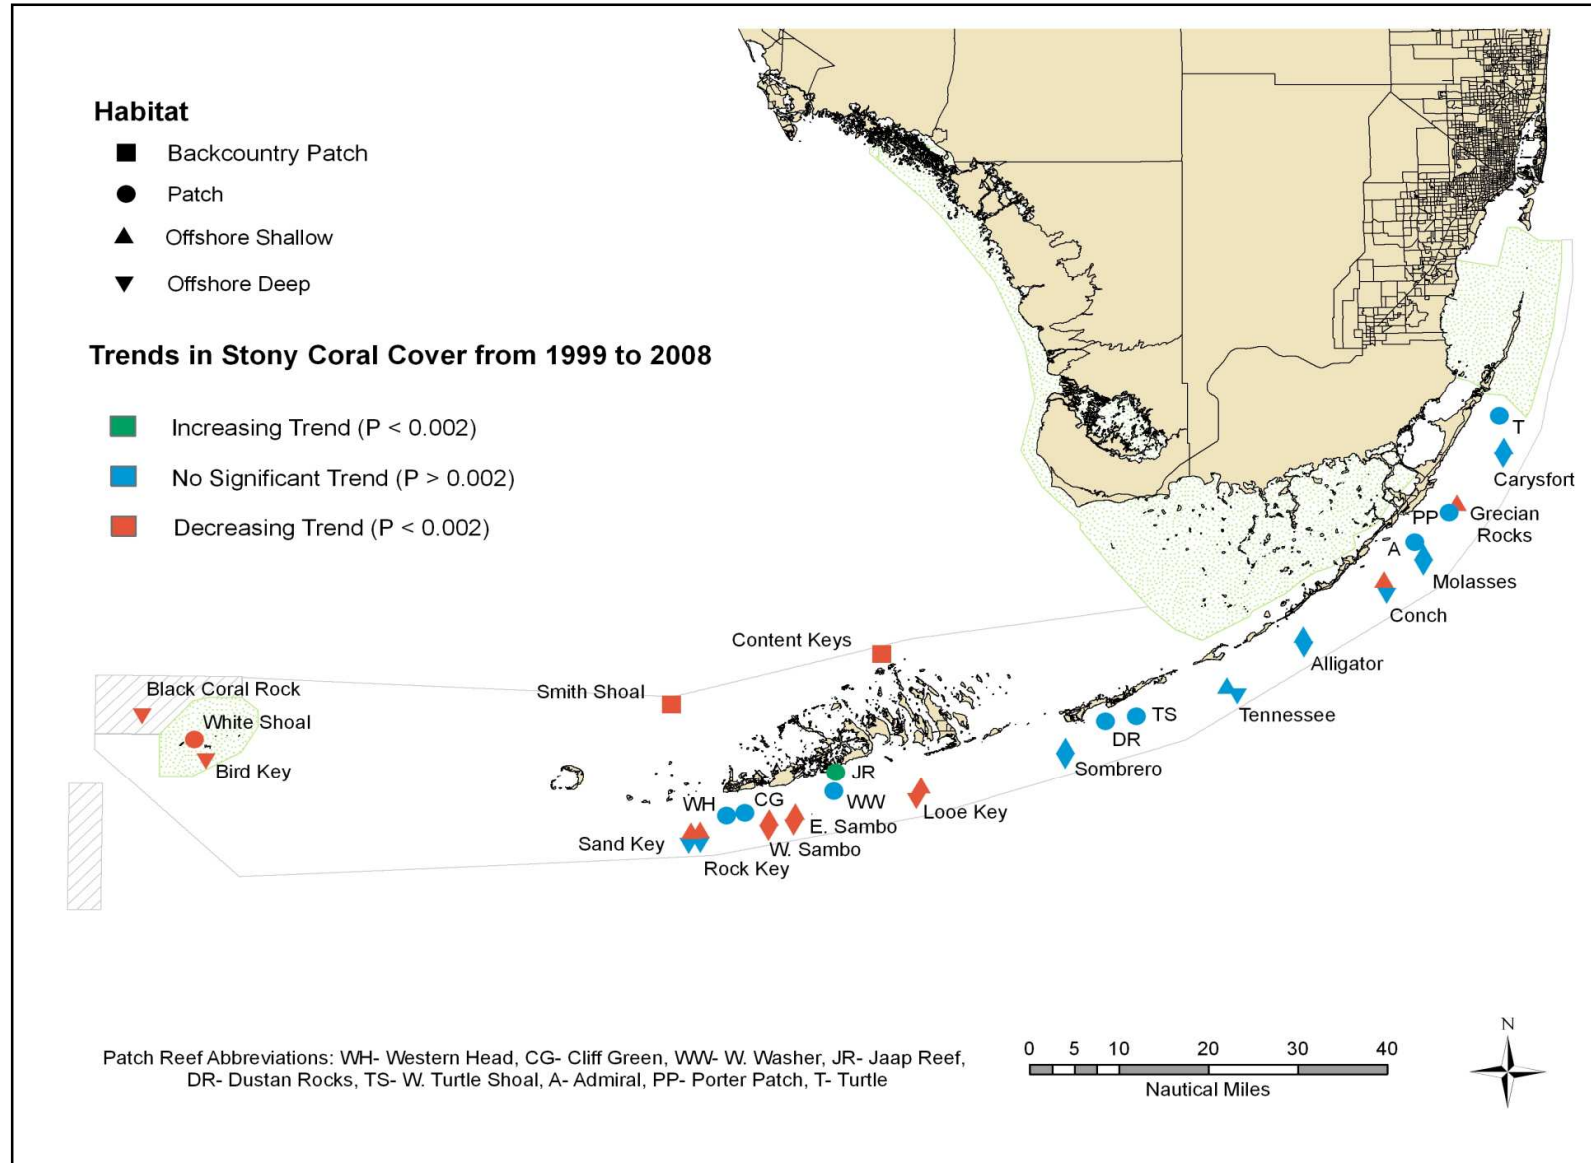 Habitat
Backcountry Patch
Patch
Offshore Shallow
Offshore Deep
Trends in Stony Coral Cover from 1999 to 2008
Increasing Trend (P < 0.002)
No Significant Trend (P > 0.002)
Decreasing Trend (P < 0.002)
T
Carysfort
PP
Grecian
Rocks
A
Molasses
Conch
Content Keys
Alligator
Black Coral Rock
Smith Shoal
White Shoal
Tennessee
TS
DR
Bird Key
Sombrero
JR
WH
CG
WW
Looe Key
E. Sambo
Sand Key
W. Sambo
Rock Key
N
Patch Reef Abbreviations: WH- Western Head, CG- Cliff Green, WW- W. Washer, JR- Jaap Reef,
DR- Dustan Rocks, TS- W. Turtle Shoal, A- Admiral, PP- Porter Patch, T- Turtle
0 5 10 20 30 40
Nautical Miles